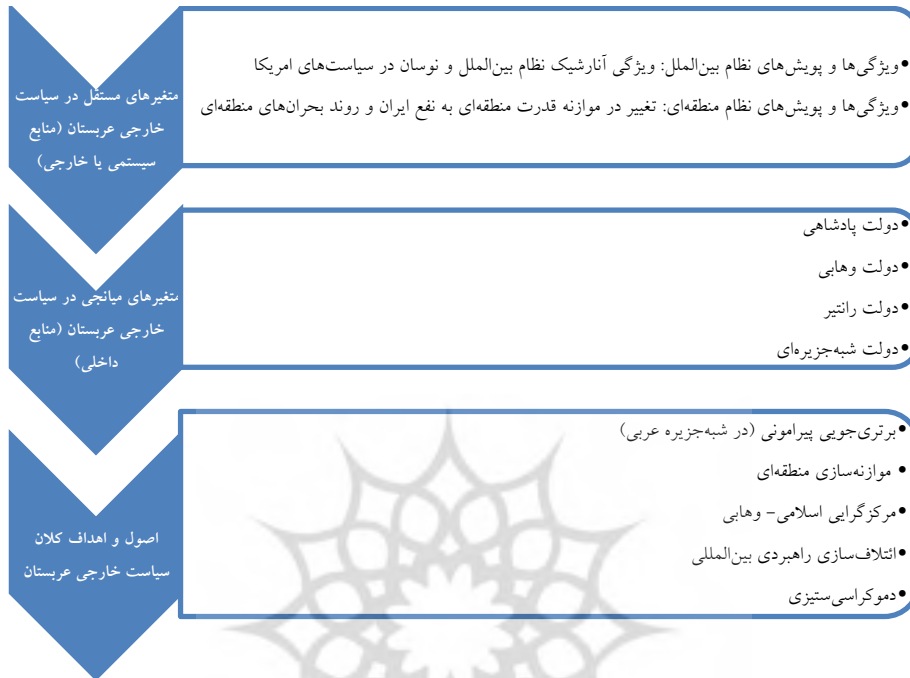 متغیرهای مستقل در سیاست
خارجی عربستان (منابع
سیستمی یا خارجی)
•ویژگی‌ها و پویش‌های نظام بین‌الملل: ویژگی آنارشیک نظام بین‌الملل و نوسان در سیاست‌های امریکا
•ویژگی‌ها و پویش‌های نظام منطقه‌ای: تغییر در موازنه قدرت منطقه‌ای به نفع ایران و روند بحران‌های منطقه‌ای
متغیرهای میانجی در سیاست
خارجی عربستان (منابع
داخلی)
•دولت پادشاهی
•دولت وهابی
•دولت رانتیر
•دولت شبه‌جزیره‌ای
اصول و اهداف کلان
سیاست خارجی عربستان
•برتری‌جویی پیرامونی (در شبه‌جزیره عربی)
• موازنه‌سازی منطقه‌ای
•مرکزگرایی اسلامی- وهابی
•ائتلاف‌سازی راهبردی بین‌المللی
•دموکراسی‌ستیزی